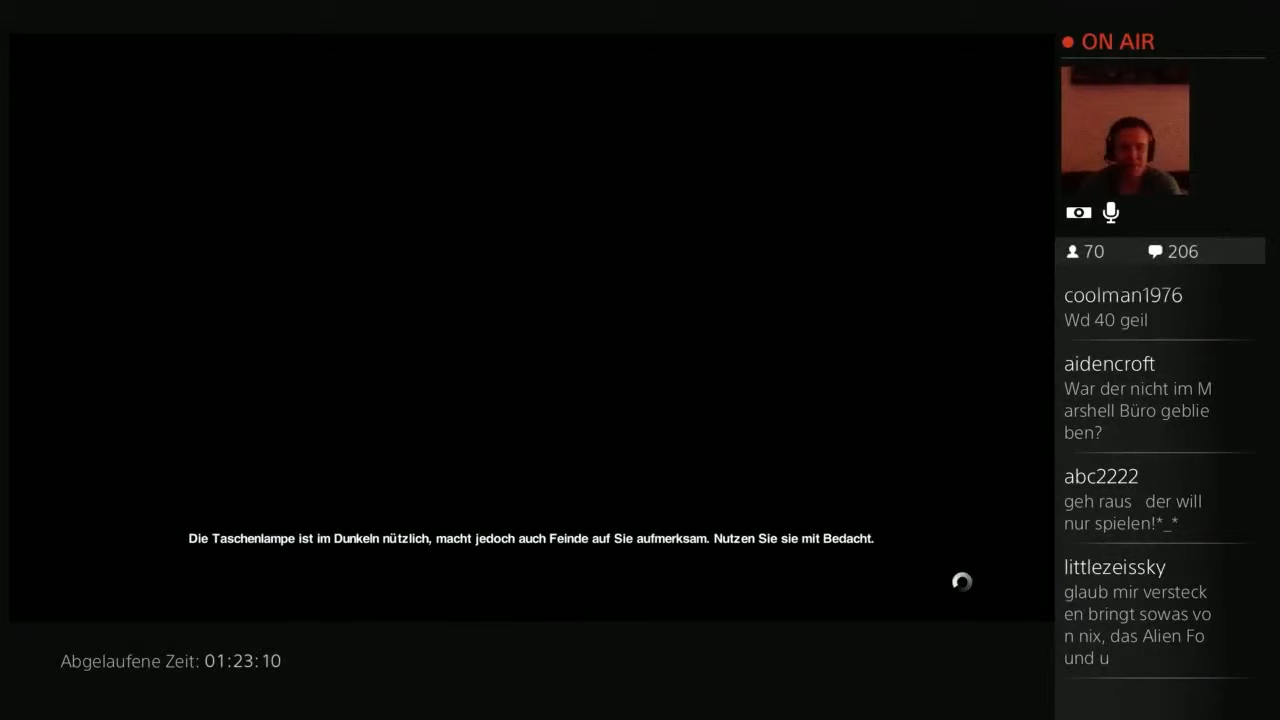 ON AIR
70 206
coolman1976
Wd 40 geil
aidencroft
War der nicht im M
arshell Büro geblie
ben?
abc2222
geh raus der will
nur spielen!*_*
littlezeissky
glaub mir versteck
en bringt sowas vo
n nix, das Alien Fo
und u
Die Taschenlampe ist im Dunkeln nützlich, macht jedoch auch Feinde auf Sie aufmerksam. Nutzen Sie sie mit Bedacht.
Abgelaufene Zeit: 01:23:10